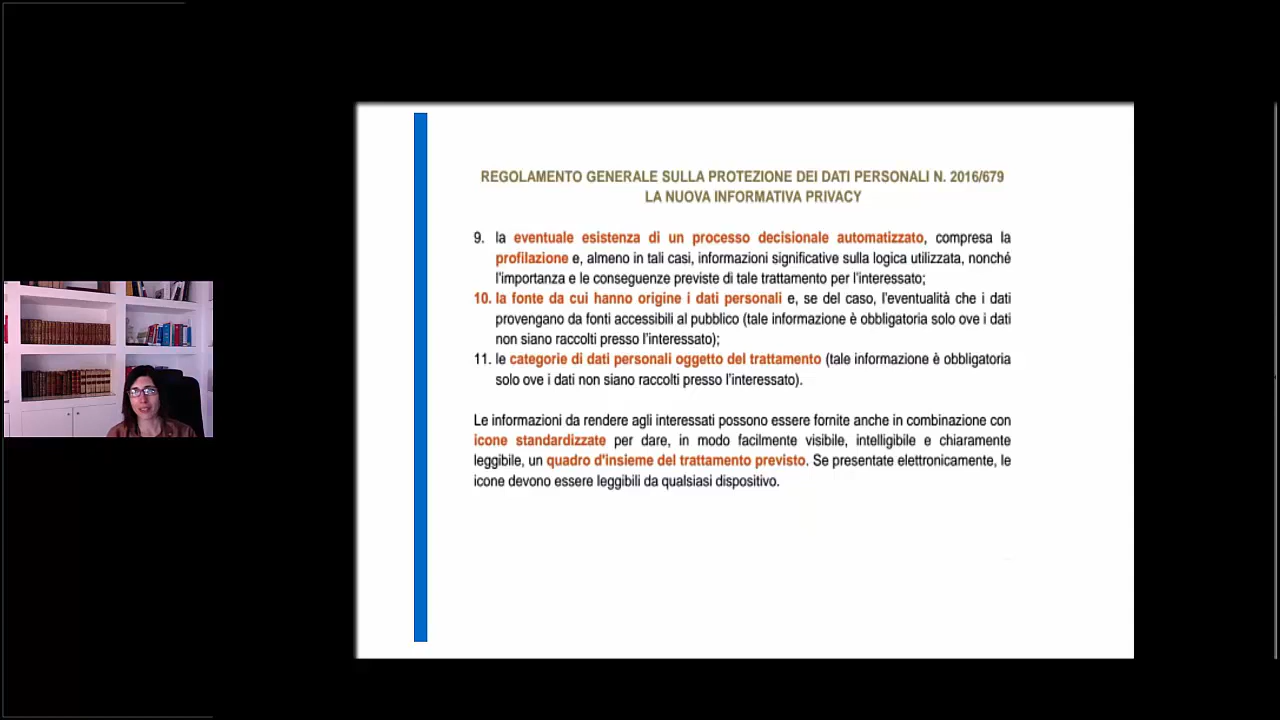 REGOLAMENTO GENERALE SULLA PROTEZIONE DEI DATI PERSONALI N. 2016/679
LA NUOVA INFORMATIVA PRIVACY
9. la eventuale esistenza di un processo decisionale automatizzato, compresa la
profilazione e, almeno in tali casi, informazioni significative sulla logica utilizzata, nonché
l'importanza e le conseguenze previste di tale trattamento per l'interessato;
10. la fonte da cui hanno origine i dati personali e, se del caso, l'eventualità che i dati
provengano da fonti accessibili al pubblico (tale informazione è obbligatoria solo ove i dati
non siano raccolti presso l'interessato);
11. le categorie di dati personali oggetto del trattamento (tale informazione è obbligatoria
solo ove i dati non siano raccolti presso l'interessato).
Le informazioni da rendere agli interessati possono essere fornite anche in combinazione con
icone standardizzate per dare, in modo facilmente visibile, intelligibile e chiaramente
leggibile, un quadro d'insieme del trattamento previsto. Se presentate elettronicamente, le
icone devono essere leggibili da qualsiasi dispositivo.